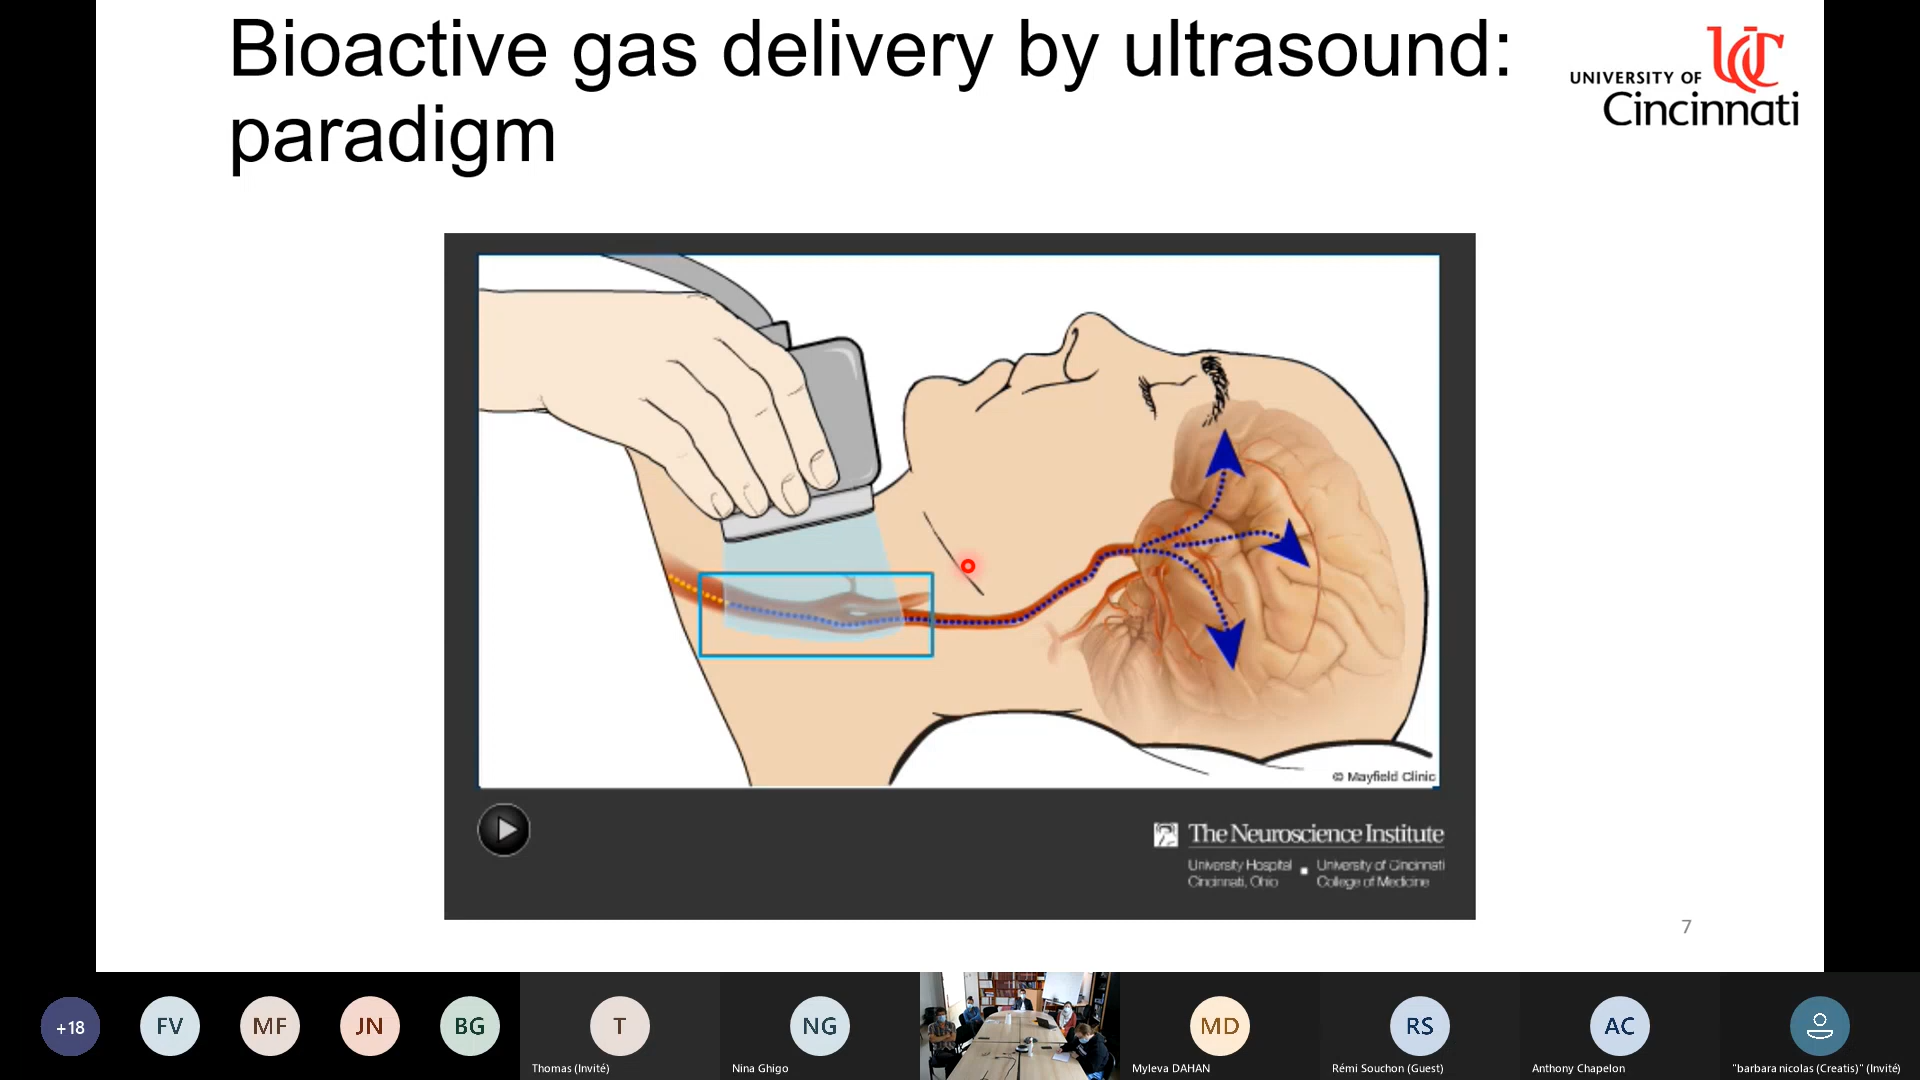 Bioactive gas delivery by ultrasound:
paradigm
UNIVERSITY OF
UC
Cincinnati
© Mayfield Clinic
The Neuroscience Institute
University Hospital ■ University of Cincinnati
Cincinnati, Ohio College of Medicine
7
+18
FV
MF
JN
BG
T
NG
MD
RS
AC
Thomas (Invité)
Nina Ghigo
Myleva DAHAN
Rémi Souchon (Guest)
Anthony Chapelon
"barbara nicolas (Creatis)" (Invité)